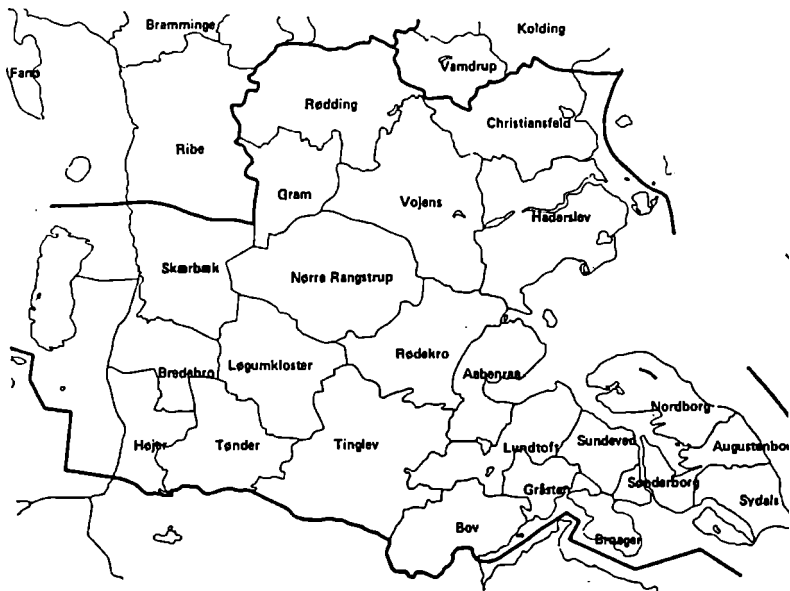 Bramminge
Kolding
Fanø
Vamdrup
Rødding
Christiansfeld
Ribe
Gram
Vojens
Haderslev
Skærbæk
Nørre Rangstrup
Rødekro
Bredebro
Løgumkloster
Aabenraa
Nordborg
Højer
Tønder
Tinglev
Lundtoft
Sundeved
Augustenbou
Gråsten
Sønderborg
Sydals
Bov
Broager